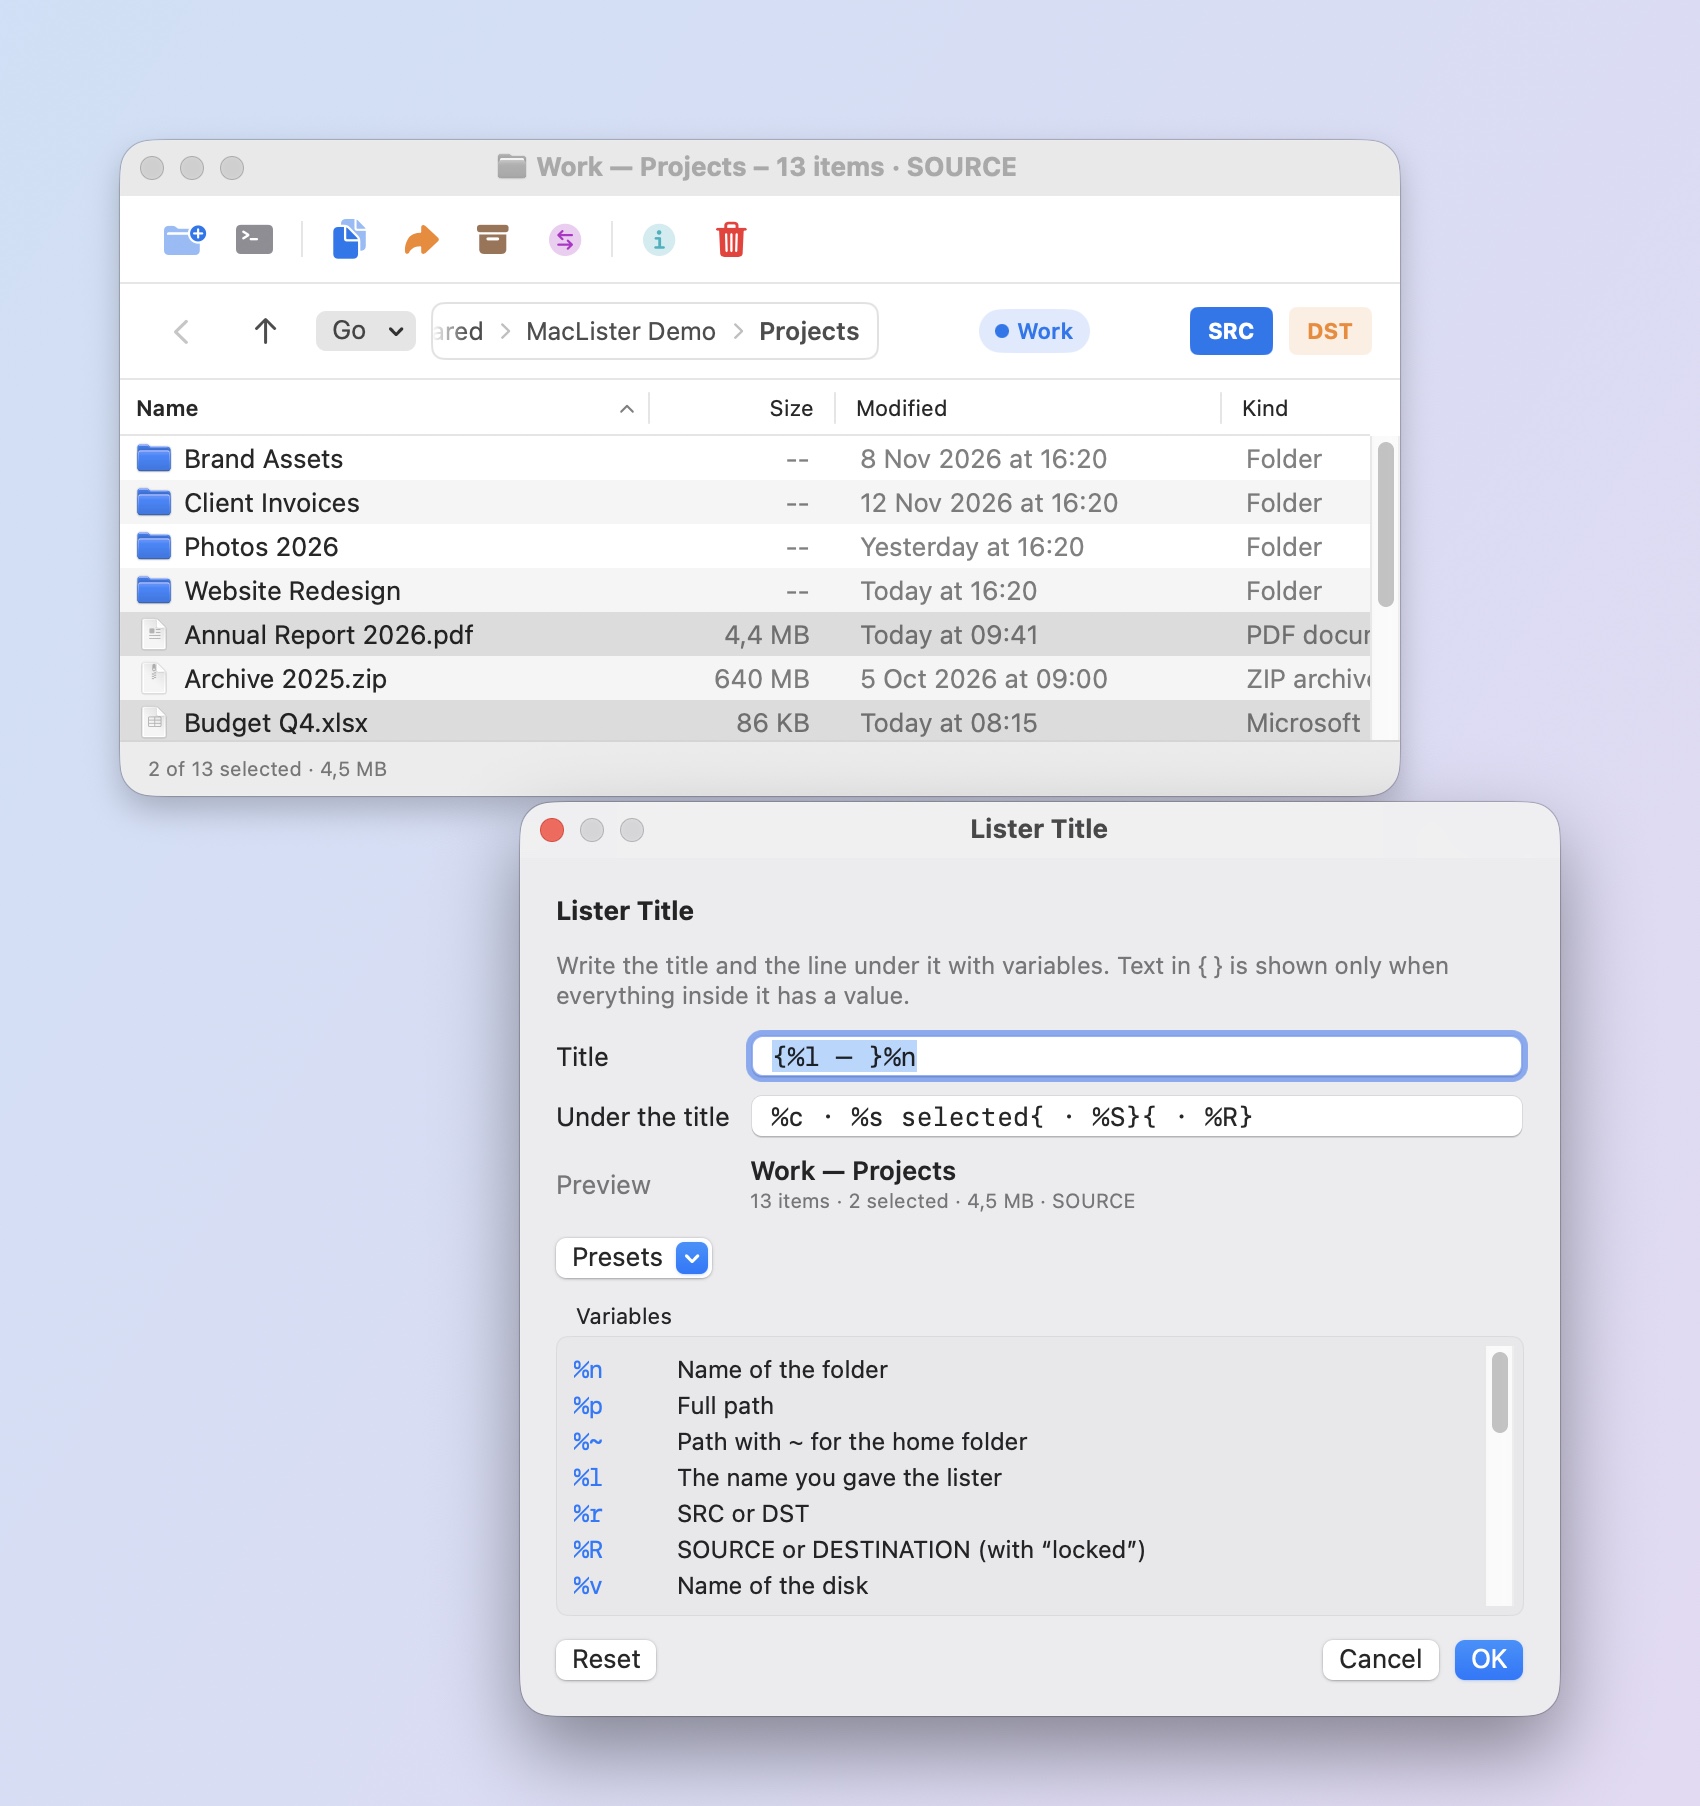 Work — Projects – 13 items · SOURCE
Go
ared > MacLister Demo > Projects
Work
SRC
DST
Name Size Modified Kind
Brand Assets -- 8 Nov 2026 at 16:20 Folder
Client Invoices -- 12 Nov 2026 at 16:20 Folder
Photos 2026 -- Yesterday at 16:20 Folder
Website Redesign -- Today at 16:20 Folder
Annual Report 2026.pdf 4,4 MB Today at 09:41 PDF docur
Archive 2025.zip 640 MB 5 Oct 2026 at 09:00 ZIP archiv
Budget Q4.xlsx 86 KB Today at 08:15 Microsoft
2 of 13 selected · 4,5 MB
Lister Title
Lister Title
Write the title and the line under it with variables. Text in { } is shown only when
everything inside it has a value.
Title {%l — }%n
Under the title %c · %s selected{ · %S}{ · %R}
Preview Work — Projects
13 items · 2 selected · 4,5 MB · SOURCE
Presets
Variables
%n Name of the folder
%p Full path
%~ Path with ~ for the home folder
%l The name you gave the lister
%r SRC or DST
%R SOURCE or DESTINATION (with “locked”)
%v Name of the disk
Reset
Cancel
OK